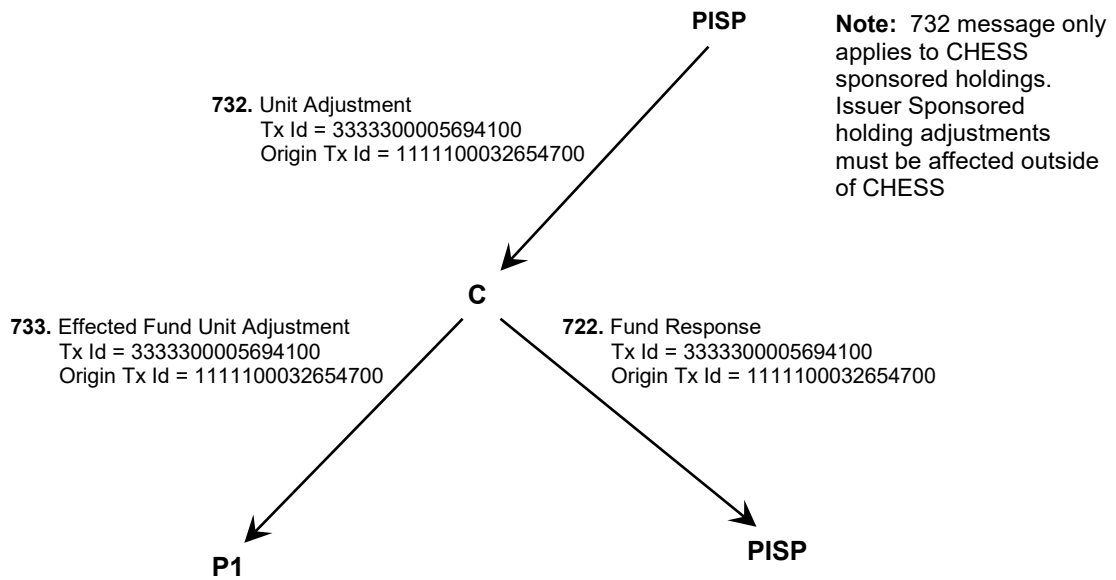 PISP
Note: 732 message only
applies to CHESS
sponsored holdings.
Issuer Sponsored
holding adjustments
must be affected outside
of CHESS
732. Unit Adjustment
Tx Id = 3333300005694100
Origin Tx Id = 1111100032654700
C
733. Effected Fund Unit Adjustment
Tx Id = 3333300005694100
Origin Tx Id = 1111100032654700
722. Fund Response
Tx Id = 3333300005694100
Origin Tx Id = 1111100032654700
P1
PISP